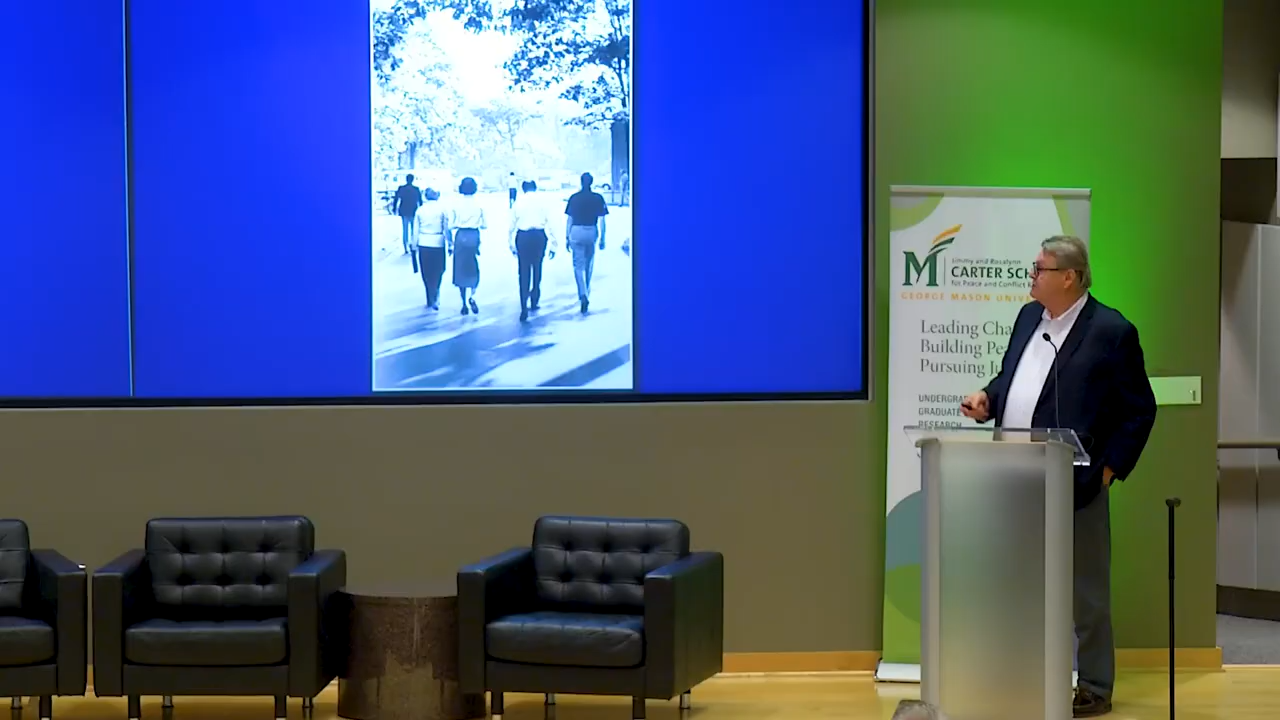 M
Jimmy and Rosalynn
CARTER SCH
for Peace and Conflict
GEORGE MASON UNIV
Leading Cha
Building Pe
Pursuing Ju
UNDERGRA
GRADUATE
RESEARCH